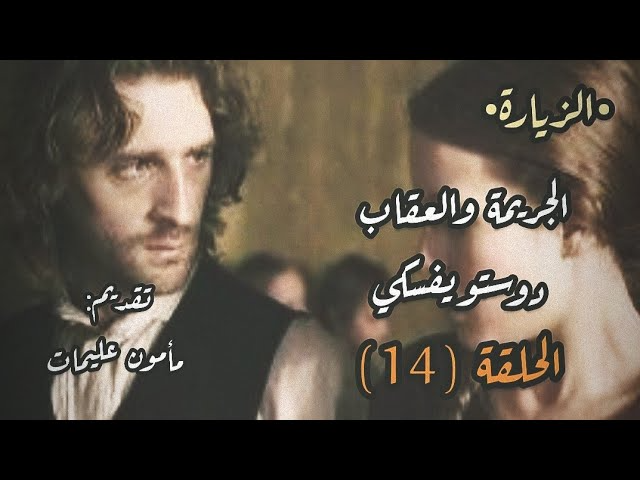 •الزيارة•
الجريمة والعقاب
دوستويفسكي
الحلقة (14)
تقديم:
مأمون عليمات